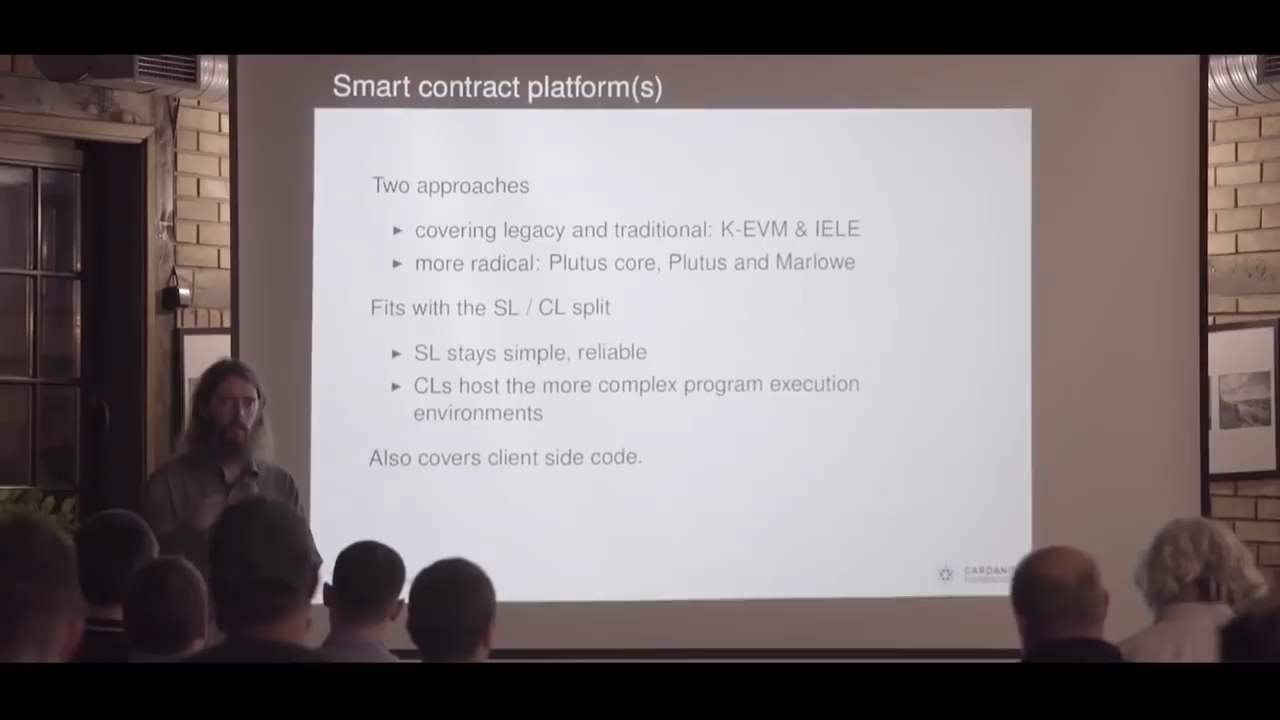 Smart contract platform(s)
Two approaches
▸ covering legacy and traditional: K-EVM & IELE
▸ more radical: Plutus core, Plutus and Marlowe
Fits with the SL / CL split
▸ SL stays simple, reliable
▸ CLs host the more complex program execution
environments
Also covers client side code.